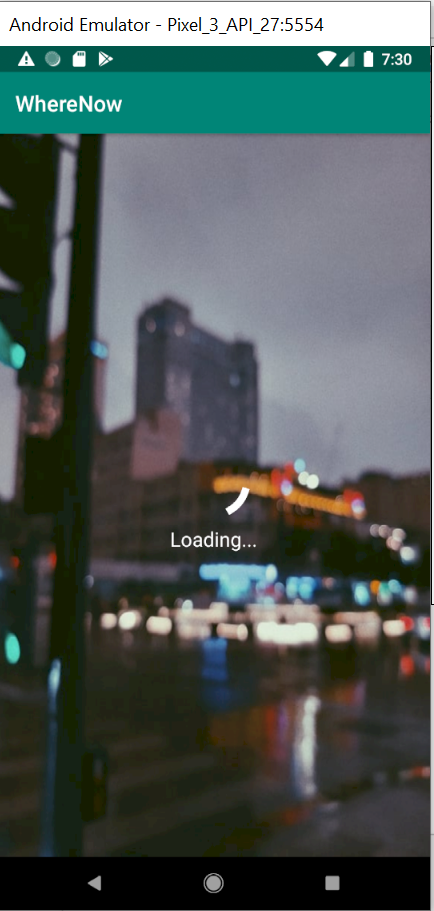 Android Emulator - Pixel_3_API_27:5554
7:30
WhereNow
Loading...